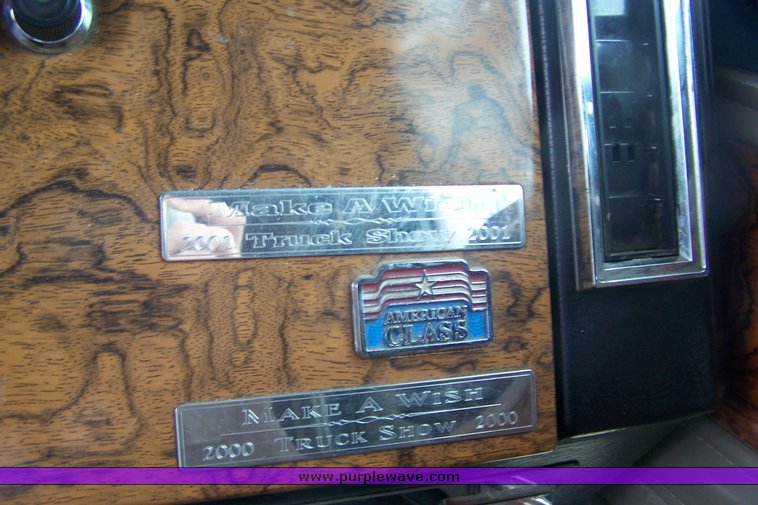 Make A Wish
2001 Truck Show 2001
AMERICAN
CLASS
MAKE A WISH
2000 TRUCK SHOW 2000
www.purplewave.com